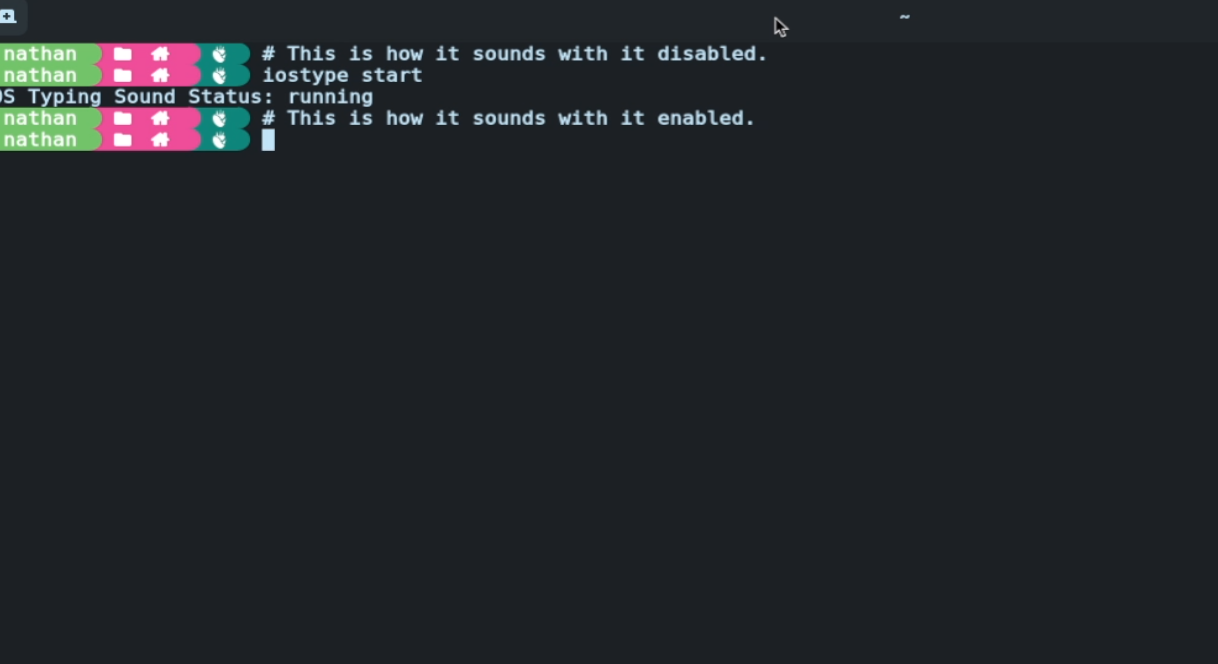 ~
nathan # This is how it sounds with it disabled.
nathan iostype start
OS Typing Sound Status: running
nathan # This is how it sounds with it enabled.
nathan